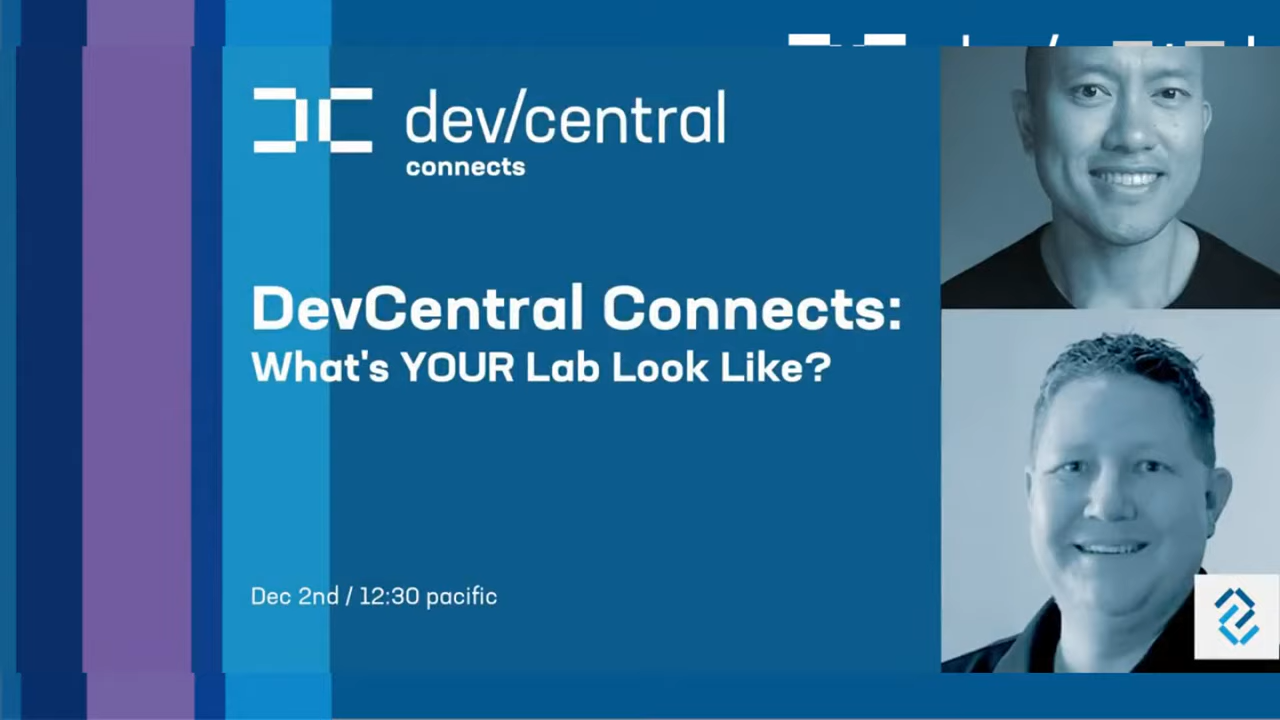 dev/central
connects
DevCentral Connects:
What's YOUR Lab Look Like?
Dec 2nd / 12:30 pacific